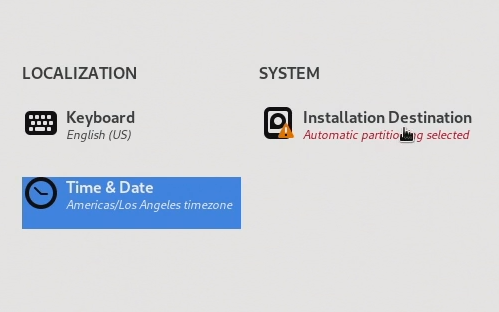 LOCALIZATION
SYSTEM
Keyboard
English (US)
Installation Destination
Automatic partitioning selected
Time & Date
Americas/Los Angeles timezone